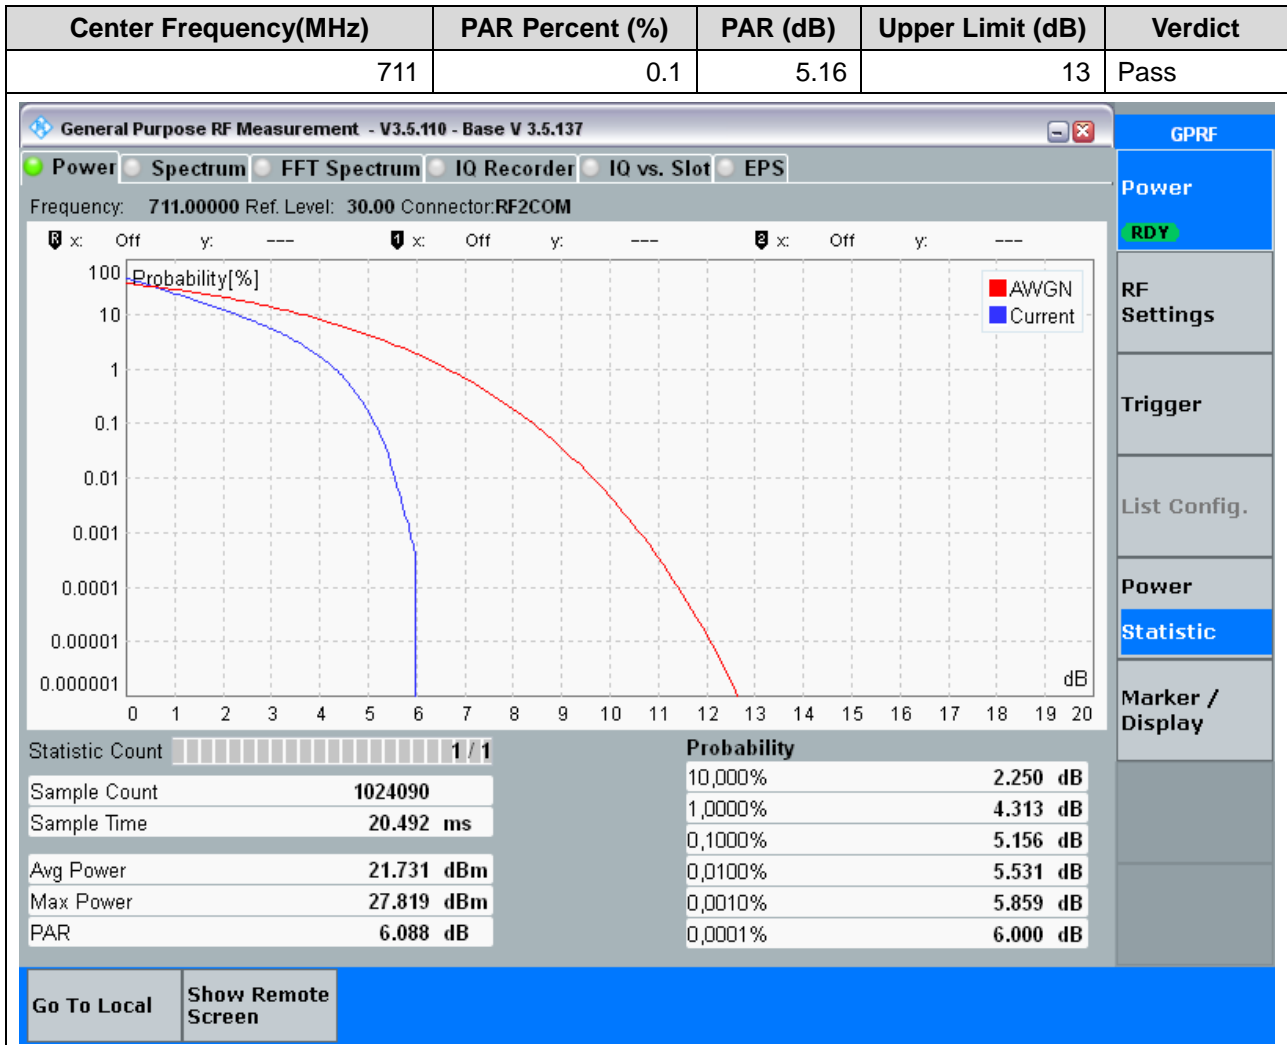 Center Frequency(MHz) PAR Percent (%) PAR (dB) Upper Limit (dB) Verdict
711 0.1 5.16 13 Pass
General Purpose RF Measurement - V3.5.110 - Base V 3.5.137
GPRF
Power Spectrum FFT Spectrum IQ Recorder IQ vs. Slot EPS
Power
RDY
Frequency: 711.00000 Ref. Level: 30.00 Connector:RF2COM
R x: Off y: --- 1 x: Off y: --- 2 x: Off y: ---
Probability[%]
AWGN
Current
100
10
1
0.1
0.01
0.001
0.0001
0.00001
0.000001
dB
0 1 2 3 4 5 6 7 8 9 10 11 12 13 14 15 16 17 18 19 20
RF
Settings
Trigger
List Config.
Power
Statistic
Marker /
Display
Statistic Count 1 / 1
Sample Count 1024090
Sample Time 20.492 ms
Avg Power 21.731 dBm
Max Power 27.819 dBm
PAR 6.088 dB
Probability
10,000% 2.250 dB
1,0000% 4.313 dB
0,1000% 5.156 dB
0,0100% 5.531 dB
0,0010% 5.859 dB
0,0001% 6.000 dB
Go To Local
Show Remote
Screen